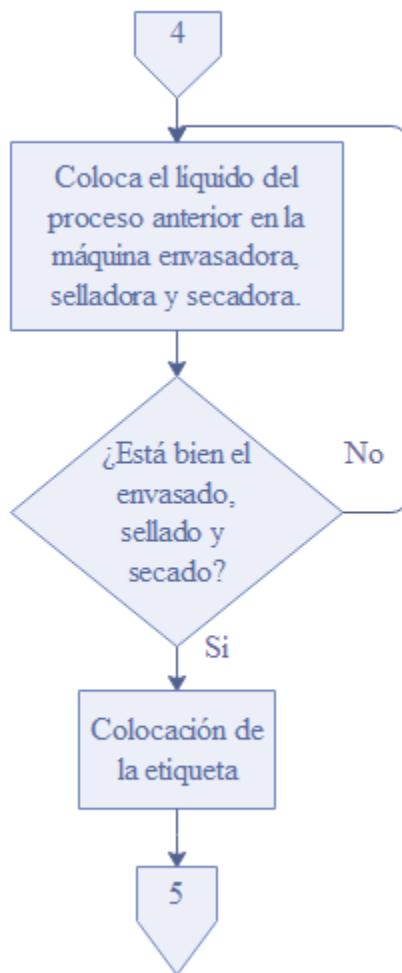 4
Coloca el líquido del
proceso anterior en la
máquina envasadora,
selladora y secadora.
¿Está bien el
envasado,
sellado y
secado?
No
Si
Colocación de
la etiqueta
5